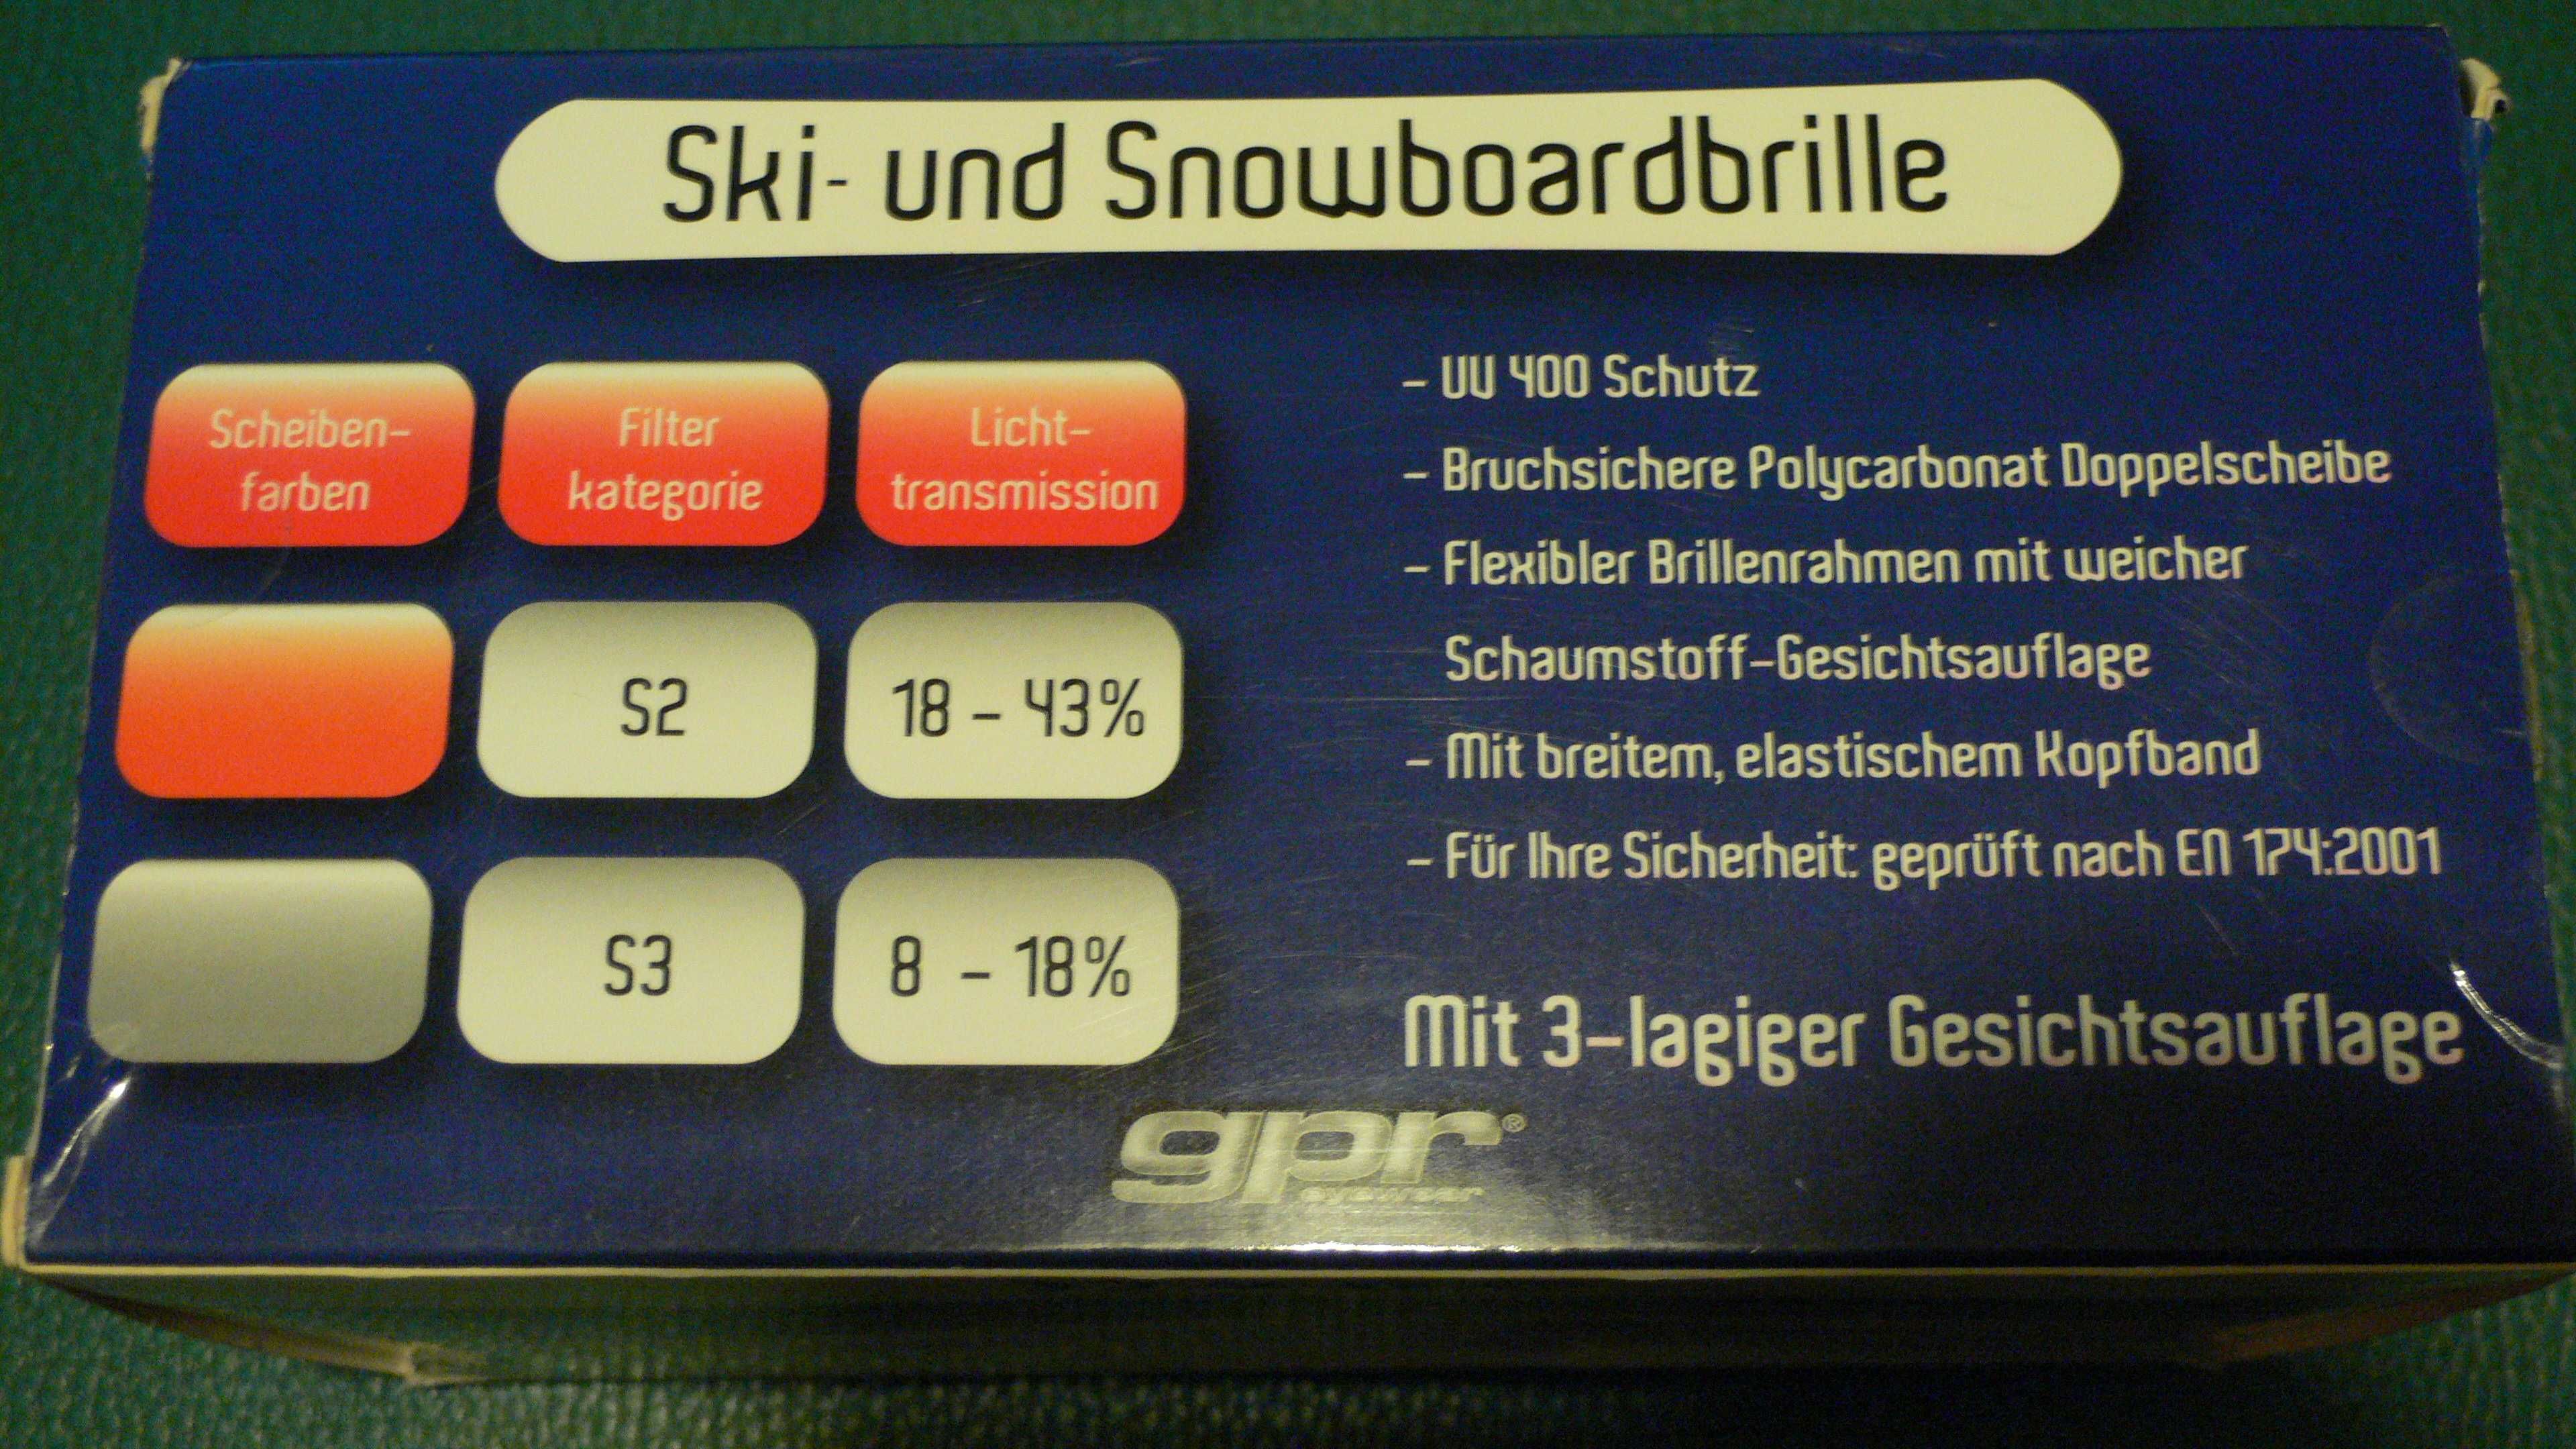 Ski- und Snowboardbrille
Scheiben-
farben
Filter
kategorie
Licht-
transmission
S2
18 - 43%
S3
8 - 18%
- UV 400 Schutz
- Bruchsichere Polycarbonat Doppelscheibe
- Flexibler Brillenrahmen mit weicher
Schaumstoff-Gesichtsauflage
- Mit breitem, elastischem Kopfband
- Für Ihre Sicherheit: geprüft nach EN 174:2001
Mit 3-lagiger Gesichtsauflage
gpr®
eyewear